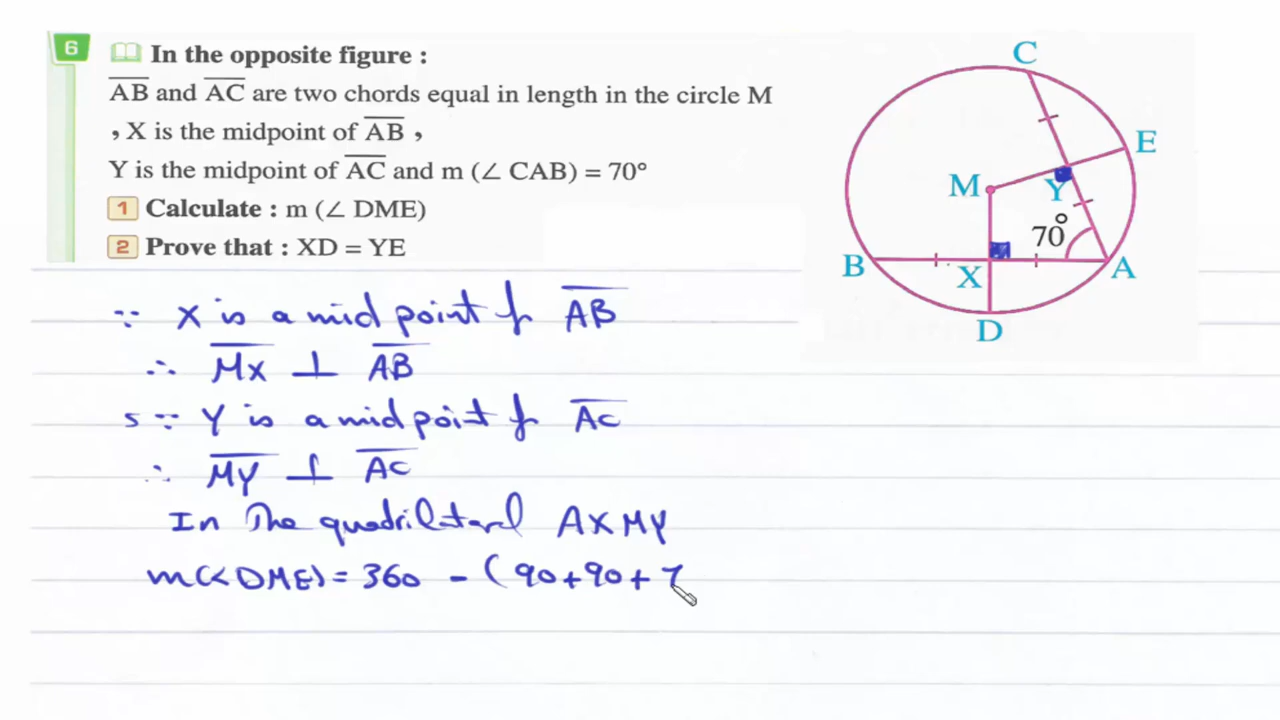 6 In the opposite figure :
AB and AC are two chords equal in length in the circle M
, X is the midpoint of AB ,
Y is the midpoint of AC and m (∠ CAB) = 70°
1 Calculate : m (∠ DME)
2 Prove that : XD = YE
C
E
M
Y
70°
B
X
A
D
∵ X is a mid point of AB
∴ MX ⊥ AB
, ∵ Y is a mid point of AC
∴ MY ⊥ AC
In The quadrilateral AXMY
m(<DME) = 360 - (90+90+7